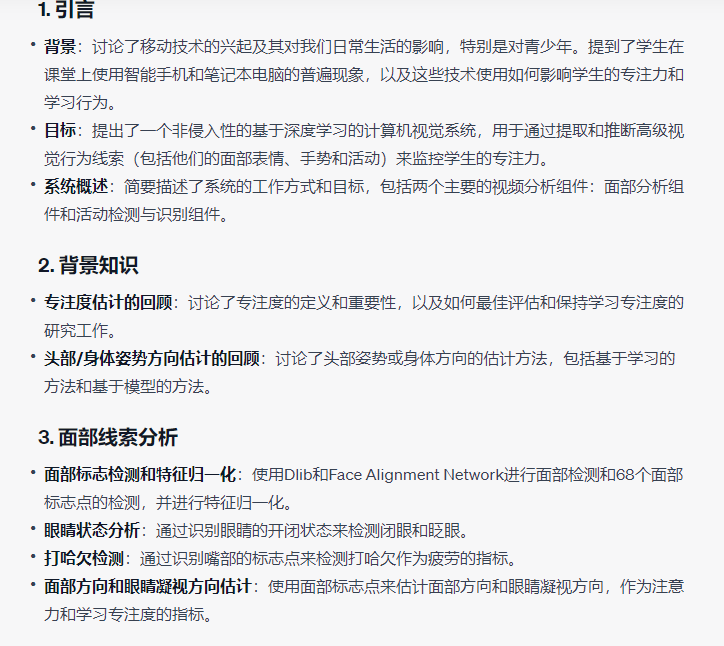 1. 引言
• 背景：讨论了移动技术的兴起及其对我们日常生活的影响，特别是对青少年。提到了学生在
课堂上使用智能手机和笔记本电脑的普遍现象，以及这些技术使用如何影响学生的专注力和
学习行为。
• 目标：提出了一个非侵入性的基于深度学习的计算机视觉系统，用于通过提取和推断高级视
觉行为线索（包括他们的面部表情、手势和活动）来监控学生的专注力。
• 系统概述：简要描述了系统的工作方式和目标，包括两个主要的视频分析组件：面部分析组
件和活动检测与识别组件。
2. 背景知识
• 专注度估计的回顾：讨论了专注度的定义和重要性，以及如何最佳评估和保持学习专注度的
研究工作。
• 头部/身体姿势方向估计的回顾：讨论了头部姿势或身体方向的估计方法，包括基于学习的
方法和基于模型的方法。
3. 面部线索分析
• 面部标志检测和特征归一化：使用Dlib和Face Alignment Network进行面部检测和68个面部
标志点的检测，并进行特征归一化。
• 眼睛状态分析：通过识别眼睛的开闭状态来检测闭眼和眨眼。
• 打哈欠检测：通过识别嘴部的标志点来检测打哈欠作为疲劳的指标。
• 面部方向和眼睛凝视方向估计：使用面部标志点来估计面部方向和眼睛凝视方向，作为注意
力和学习专注度的指标。